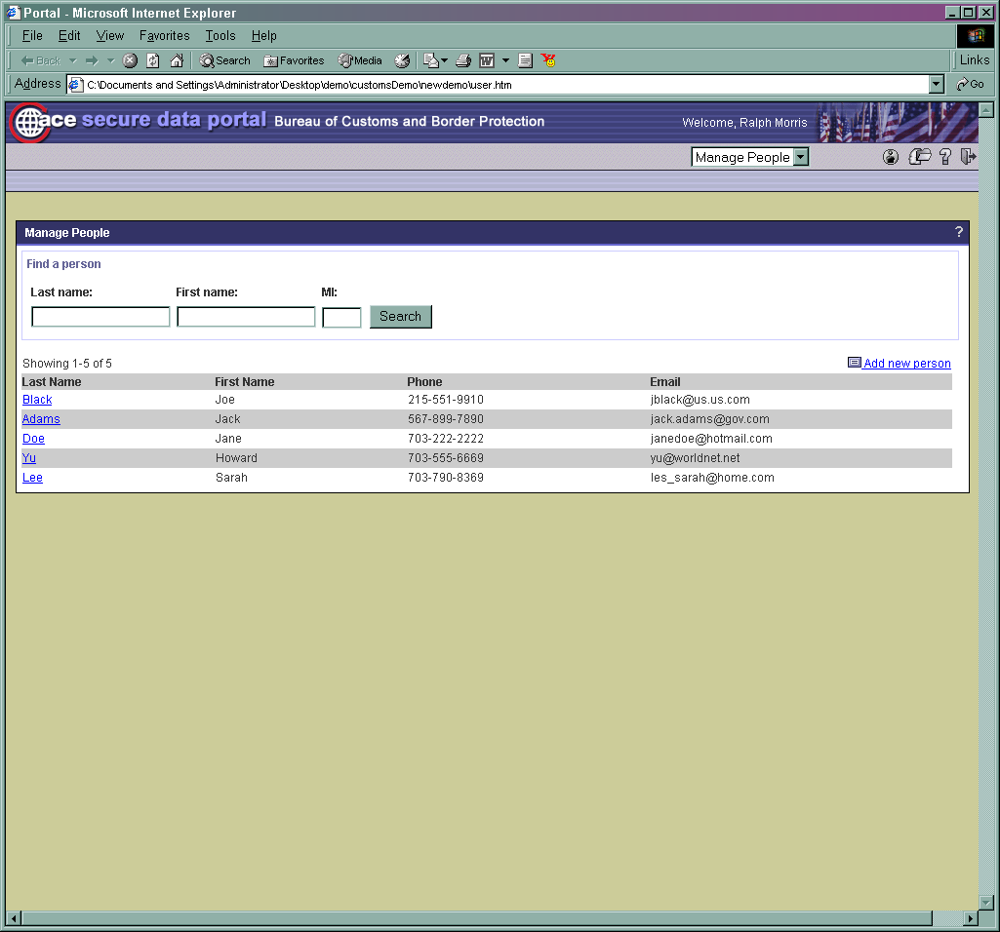 Portal - Microsoft Internet Explorer
File Edit View Favorites Tools Help
Back Search Favorites Media Links
Address C:\Documents and Settings\Administrator\Desktop\demo\customsDemo\newdemo\user.htm Go
ace secure data portal Bureau of Customs and Border Protection Welcome, Ralph Morris
Manage People ?
Manage People ?
Find a person
Last name: First name: MI:
Search
Showing 1-5 of 5 Add new person
Last Name First Name Phone Email
Black Joe 215-551-9910 jblack@us.us.com
Adams Jack 567-899-7890 jack.adams@gov.com
Doe Jane 703-222-2222 janedoe@hotmail.com
Yu Howard 703-555-6669 yu@worldnet.net
Lee Sarah 703-790-8369 les_sarah@home.com